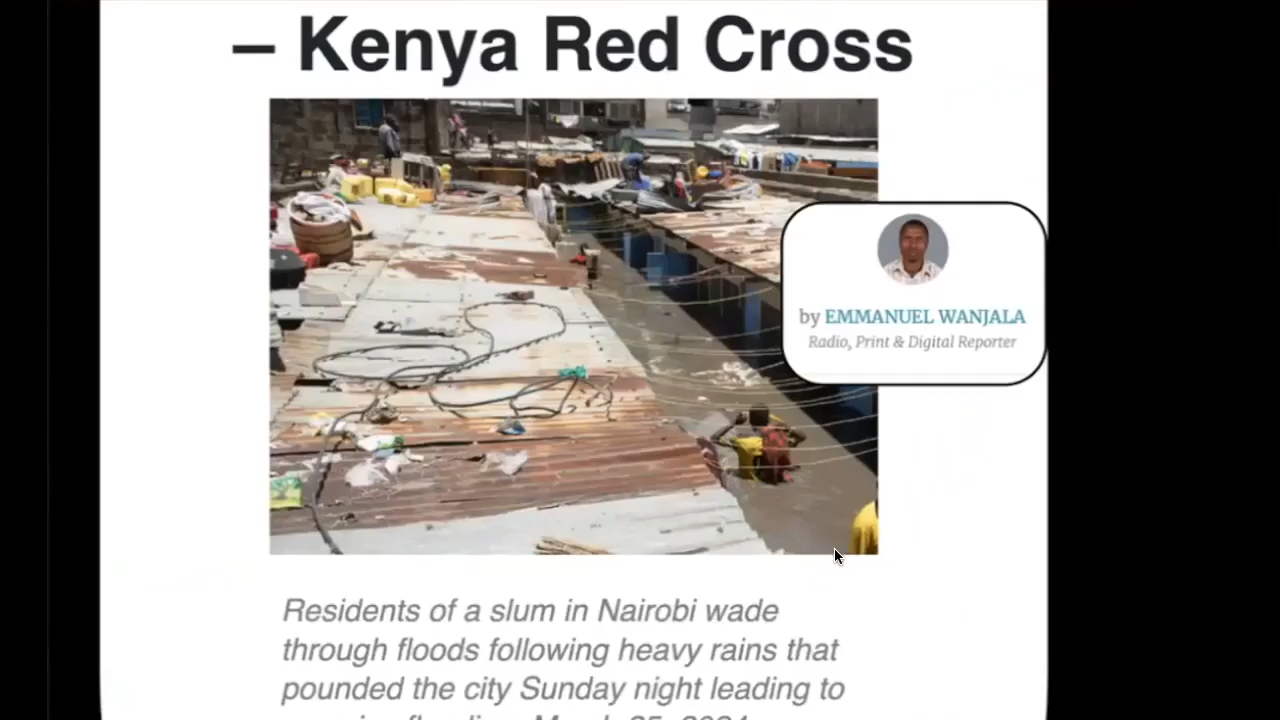 – Kenya Red Cross
by EMMANUEL WANJALA
Radio, Print & Digital Reporter
Residents of a slum in Nairobi wade
through floods following heavy rains that
pounded the city Sunday night leading to